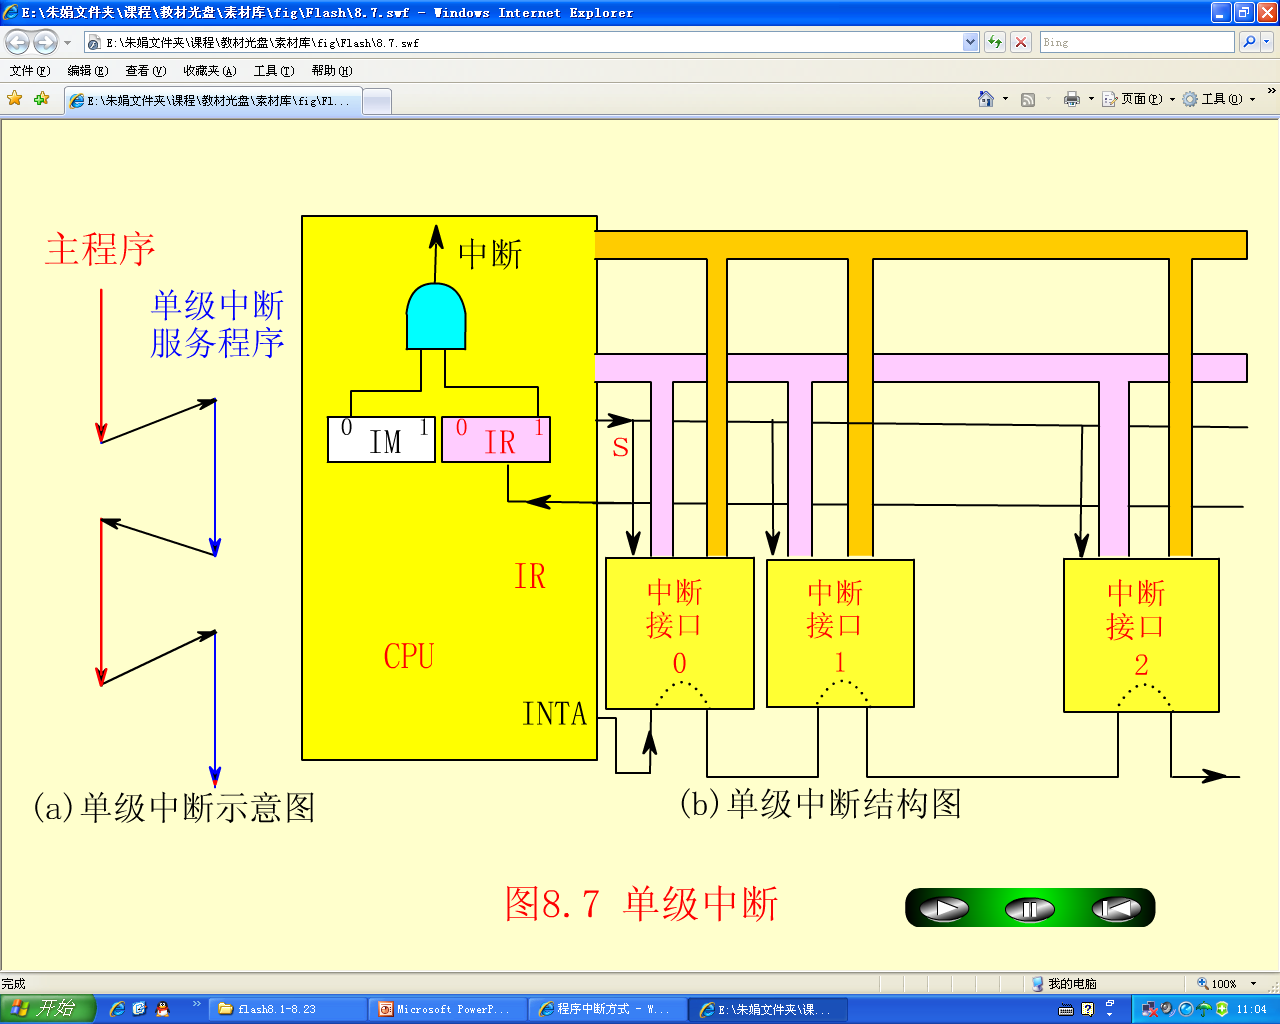 E:\朱娟文件夹\课程\教材光盘\素材库\fig\Flash\8.7.swf - Windows Internet Explorer
E:\朱娟文件夹\课程\教材光盘\素材库\fig\Flash\8.7.swf
Bing
文件(F) 编辑(E) 查看(V) 收藏夹(A) 工具(T) 帮助(H)
E:\朱娟文件夹\课程\教材光盘\素材库\fig\Fl...
页面(P) 工具(O)
主程序
单级中断
服务程序
中断
0 IM 1
0 IR 1
S
IR
CPU
INTA
中断
接口
0
中断
接口
1
中断
接口
2
(a)单级中断示意图
(b)单级中断结构图
图8.7 单级中断
完成
我的电脑
100%
开始
flash8.1-8.23
Microsoft PowerP...
程序中断方式 - W...
E:\朱娟文件夹\课...
11:04